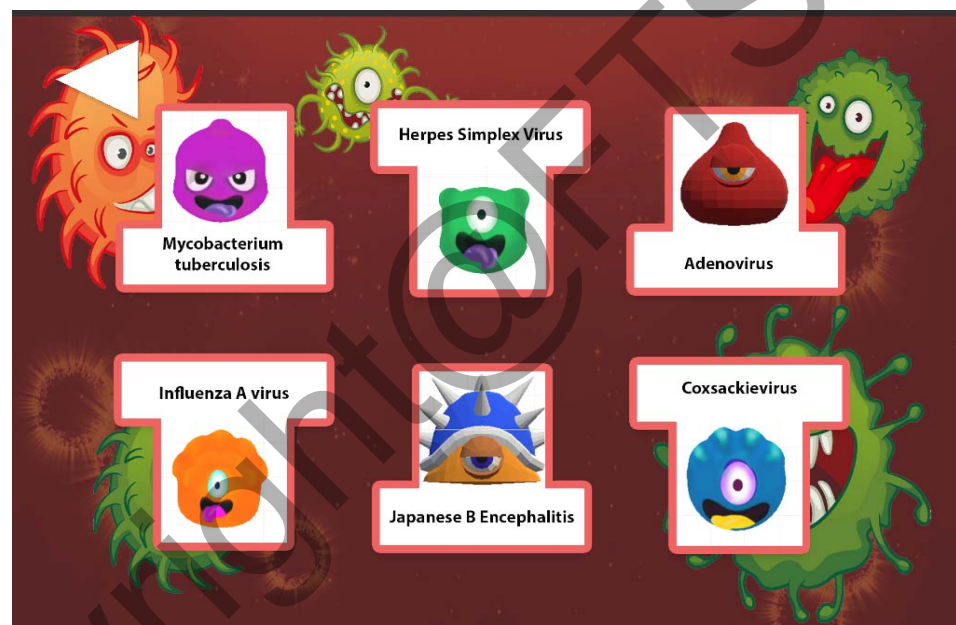 Herpes Simplex Virus
Mycobacterium
tuberculosis
Adenovirus
Influenza A virus
Coxsackievirus
Japanese B Encephalitis